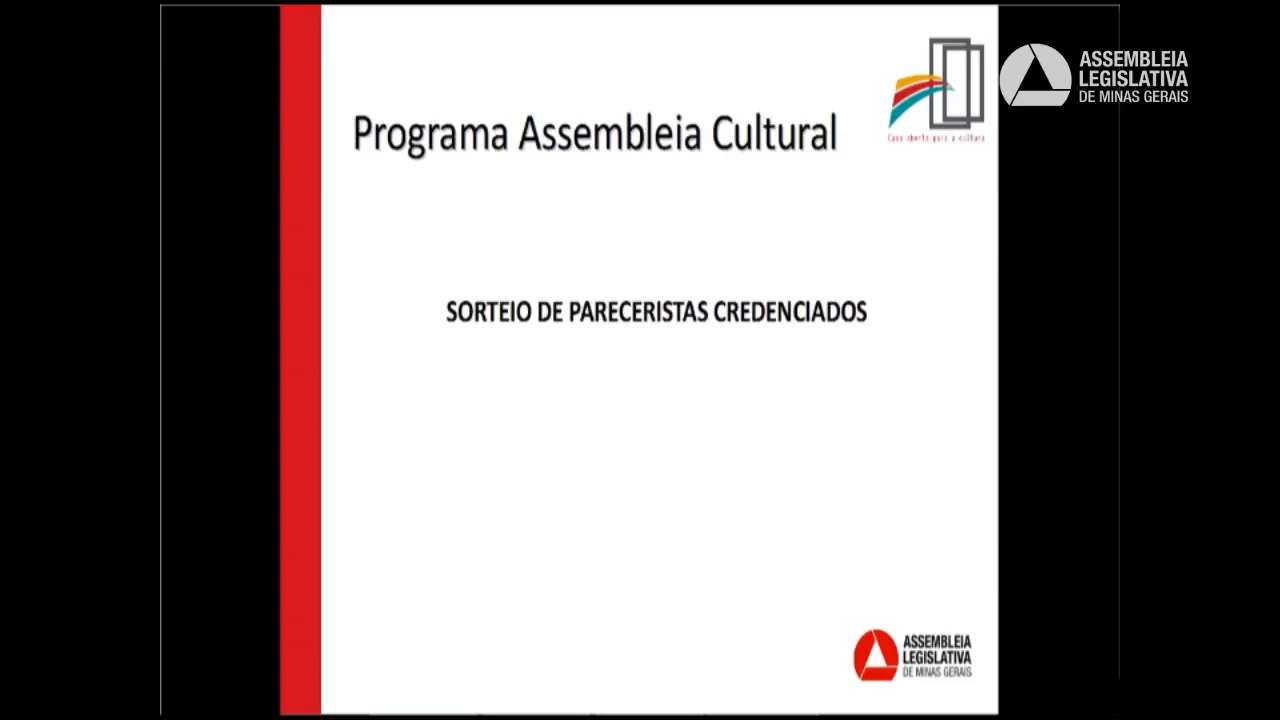 ASSEMBLEIA
LEGISLATIVA
DE MINAS GERAIS
Programa Assembleia Cultural
Casa aberta para a cultura
SORTEIO DE PARECERISTAS CREDENCIADOS
ASSEMBLEIA
LEGISLATIVA
DE MINAS GERAIS